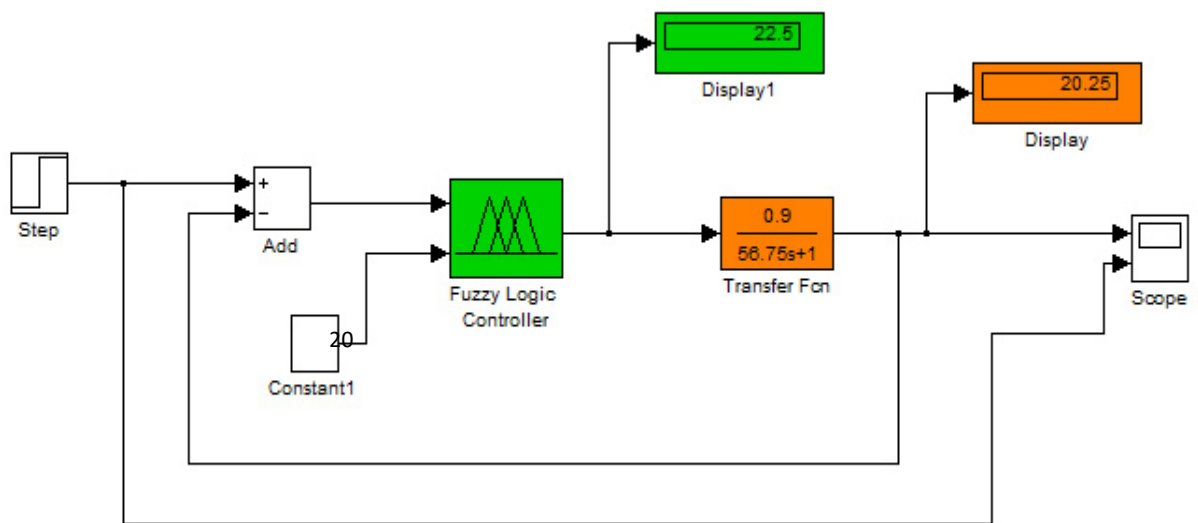 22.5
Display1
20.25
Display
Step
+
−
Add
Fuzzy Logic
Controller
0.9
56.75s+1
Transfer Fcn
Scope
20
Constant1